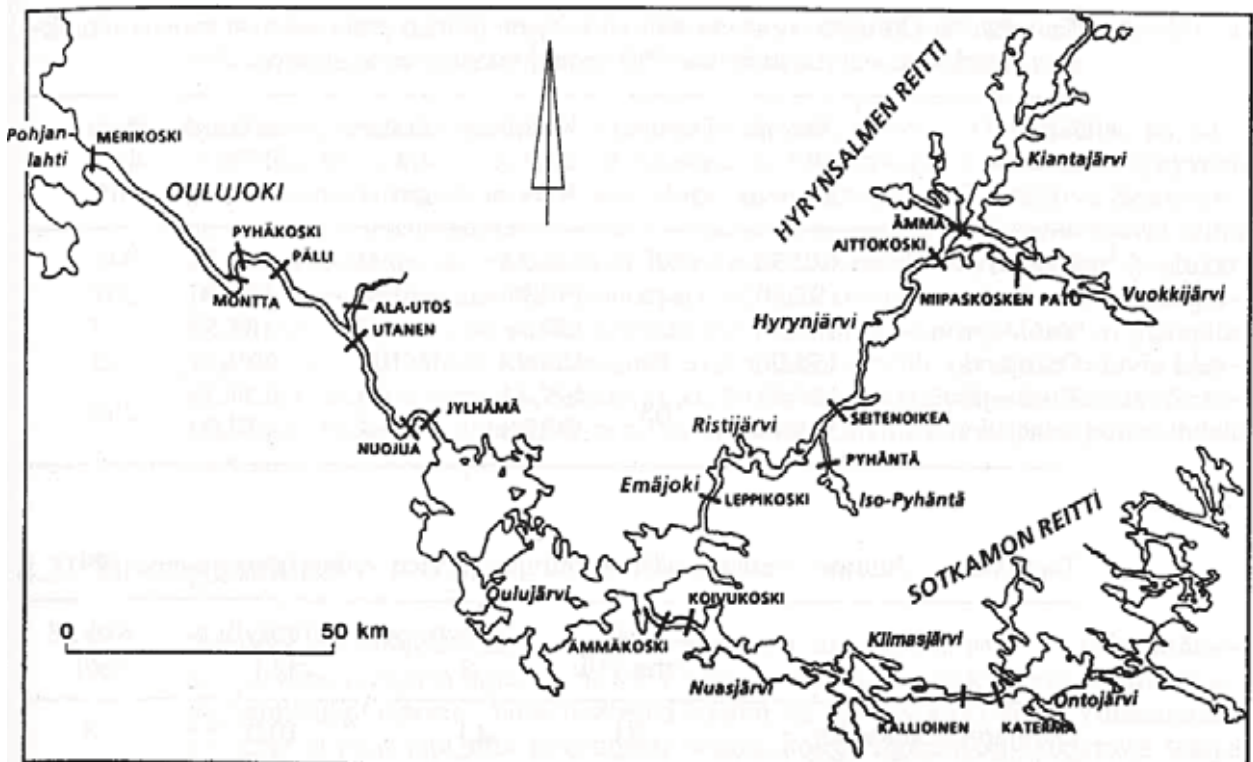 Pohjan-
lahti
MERIKOSKI
OULUJOKI
PYHÄKOSKI
PÄLLI
MONTTA
ALA-UTOS
UTANEN
JYLHÄMÄ
NUOJUA
HYRYNSALMEN REITTI
Kiantajärvi
ÄMMÄ
AITTOKOSKI
NIIPASKOSKEN PATO
Vuokkijärvi
Hyrynjärvi
SEITENOIKEA
Ristijärvi
PYHÄNTÄ
Emäjoki
LEPPIKOSKI
Iso-Pyhäntä
SOTKAMON REITTI
Oulujärvi
KOIVUKOSKI
0 50 km
ÄMMÄKOSKI
Kiimasjärvi
Nuasjärvi
Ontojärvi
KALLIOINEN
KATERMA